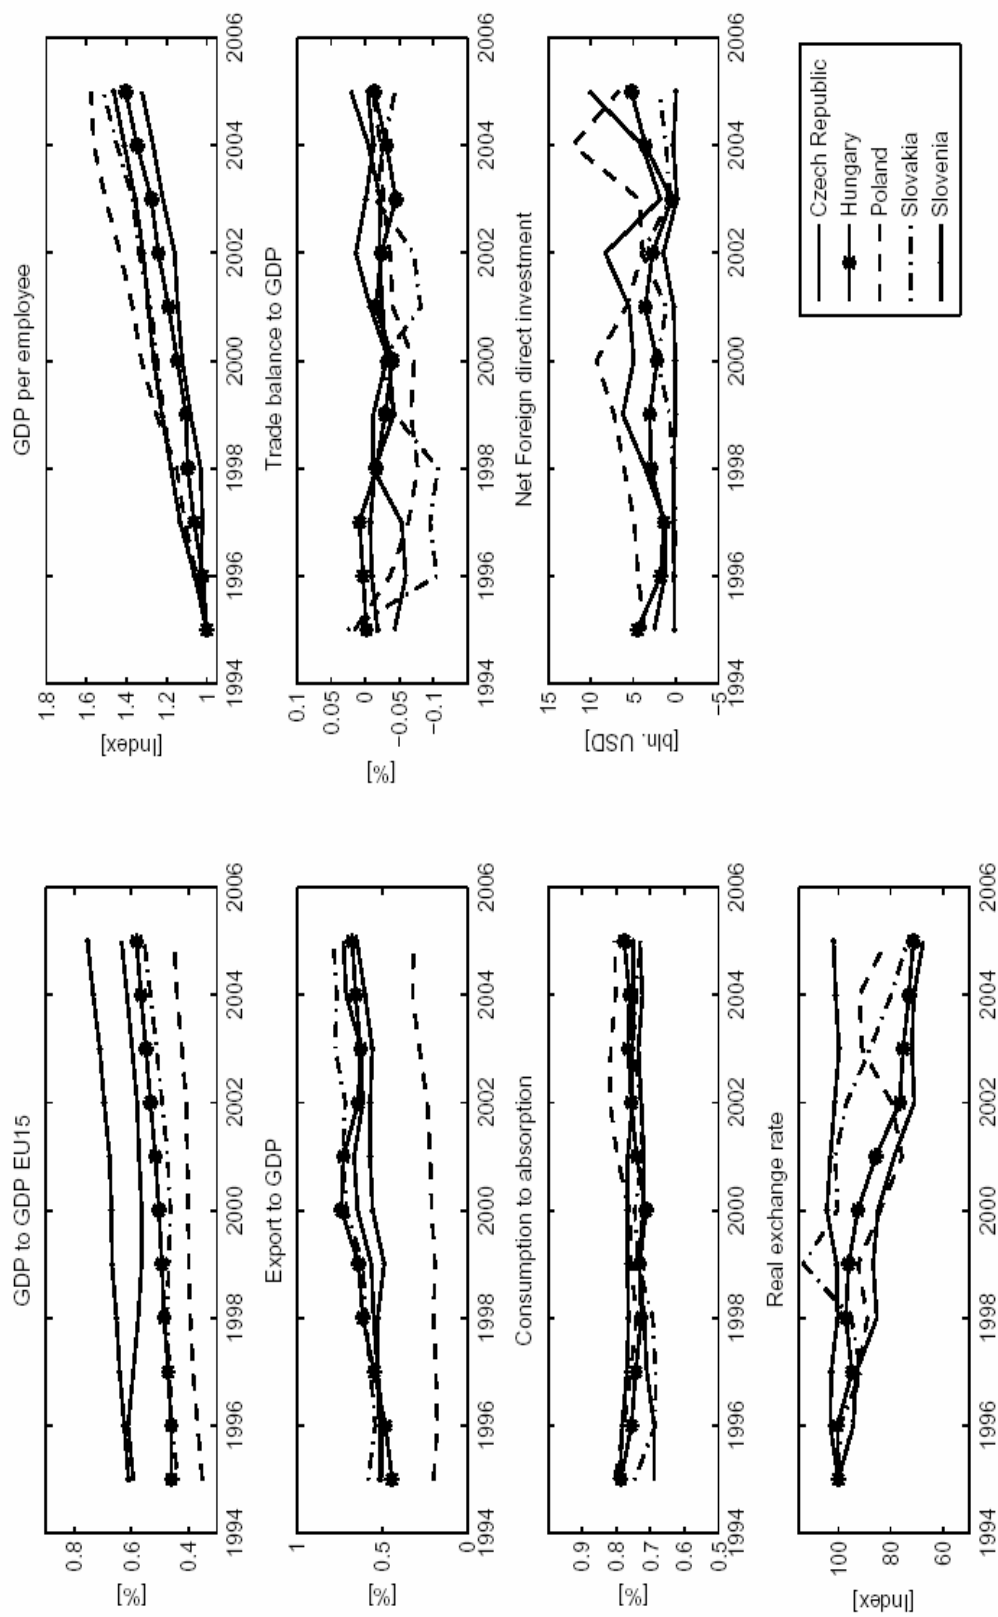 GDP to GDP EU15
[%]
0.8
0.6
0.4
1994 1996 1998 2000 2002 2004 2006
GDP per employee
[Index]
1.8
1.6
1.4
1.2
1
1994 1996 1998 2000 2002 2004 2006
Export to GDP
[%]
1
0.5
0
1994 1996 1998 2000 2002 2004 2006
Trade balance to GDP
[%]
0.1
0.05
0
−0.05
−0.1
1994 1996 1998 2000 2002 2004 2006
Consumption to absorption
[%]
0.9
0.8
0.7
0.6
0.5
1994 1996 1998 2000 2002 2004 2006
Net Foreign direct investment
[bln. USD]
15
10
5
0
−5
1994 1996 1998 2000 2002 2004 2006
Real exchange rate
[Index]
100
80
60
1994 1996 1998 2000 2002 2004 2006
Czech Republic
Hungary
Poland
Slovakia
Slovenia